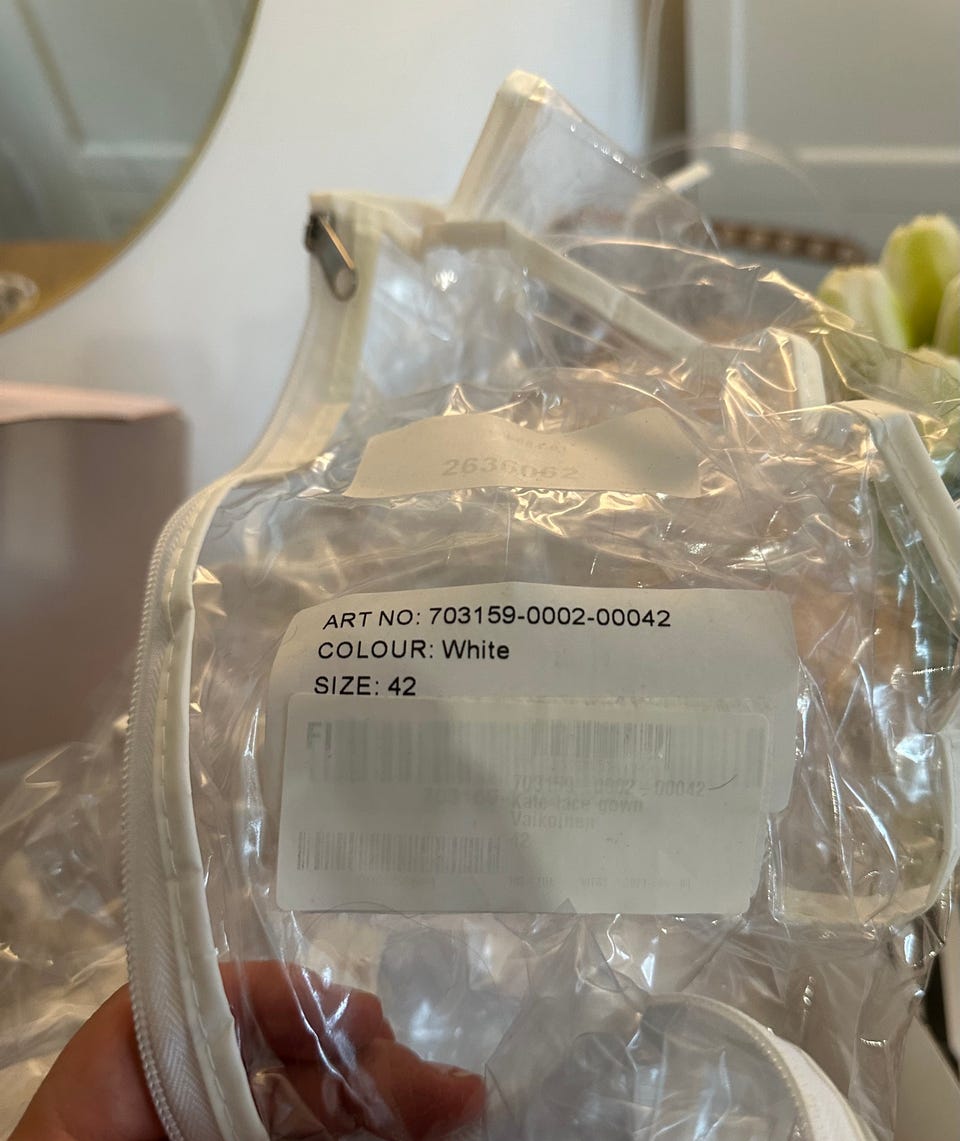 2636062
ART NO: 703159-0002-00042
COLOUR: White
SIZE: 42
FI
703159-0002-00042
Kate lace gown
Valkoinen
42